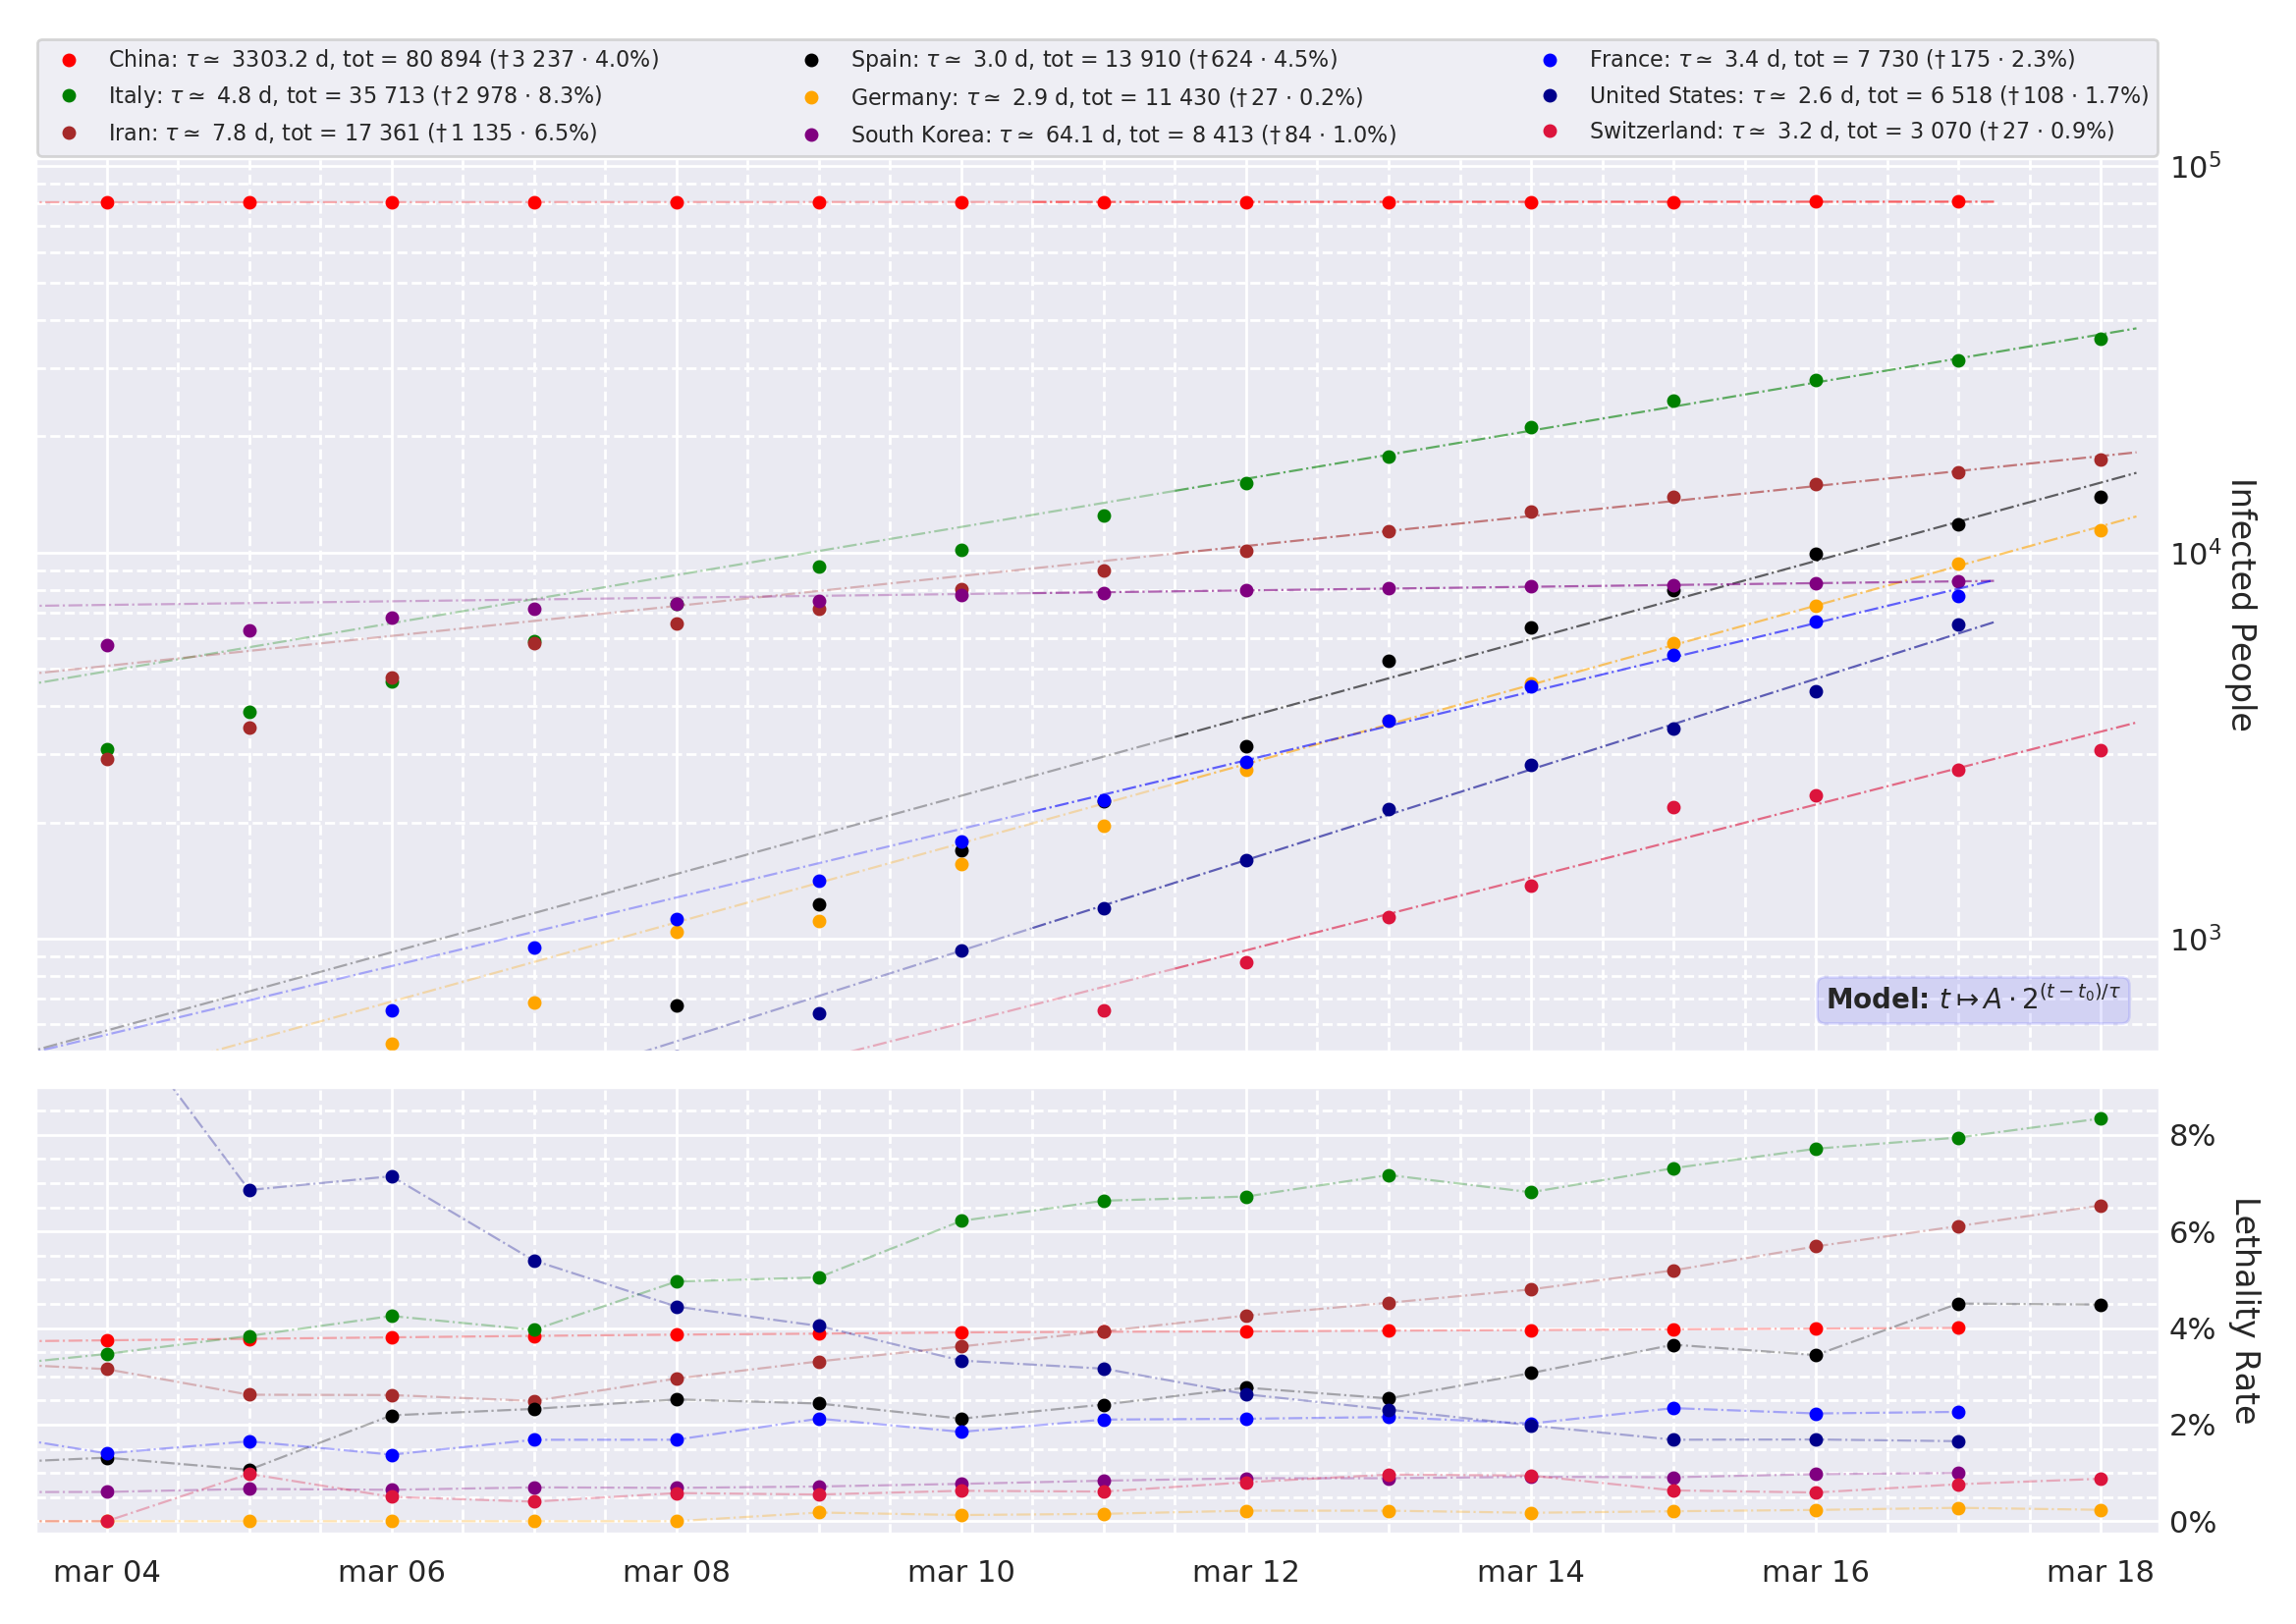 China: τ ≃ 3303.2 d, tot = 80 894 (†3 237 · 4.0%)
Italy: τ ≃ 4.8 d, tot = 35 713 (†2 978 · 8.3%)
Iran: τ ≃ 7.8 d, tot = 17 361 (†1 135 · 6.5%)
Spain: τ ≃ 3.0 d, tot = 13 910 (†624 · 4.5%)
Germany: τ ≃ 2.9 d, tot = 11 430 (†27 · 0.2%)
South Korea: τ ≃ 64.1 d, tot = 8 413 (†84 · 1.0%)
France: τ ≃ 3.4 d, tot = 7 730 (†175 · 2.3%)
United States: τ ≃ 2.6 d, tot = 6 518 (†108 · 1.7%)
Switzerland: τ ≃ 3.2 d, tot = 3 070 (†27 · 0.9%)
10⁵
10⁴
10³
Infected People
Model: t ↦ A · 2^(t − t₀)/τ
8%
6%
4%
2%
0%
Lethality Rate
mar 04 mar 06 mar 08 mar 10 mar 12 mar 14 mar 16 mar 18